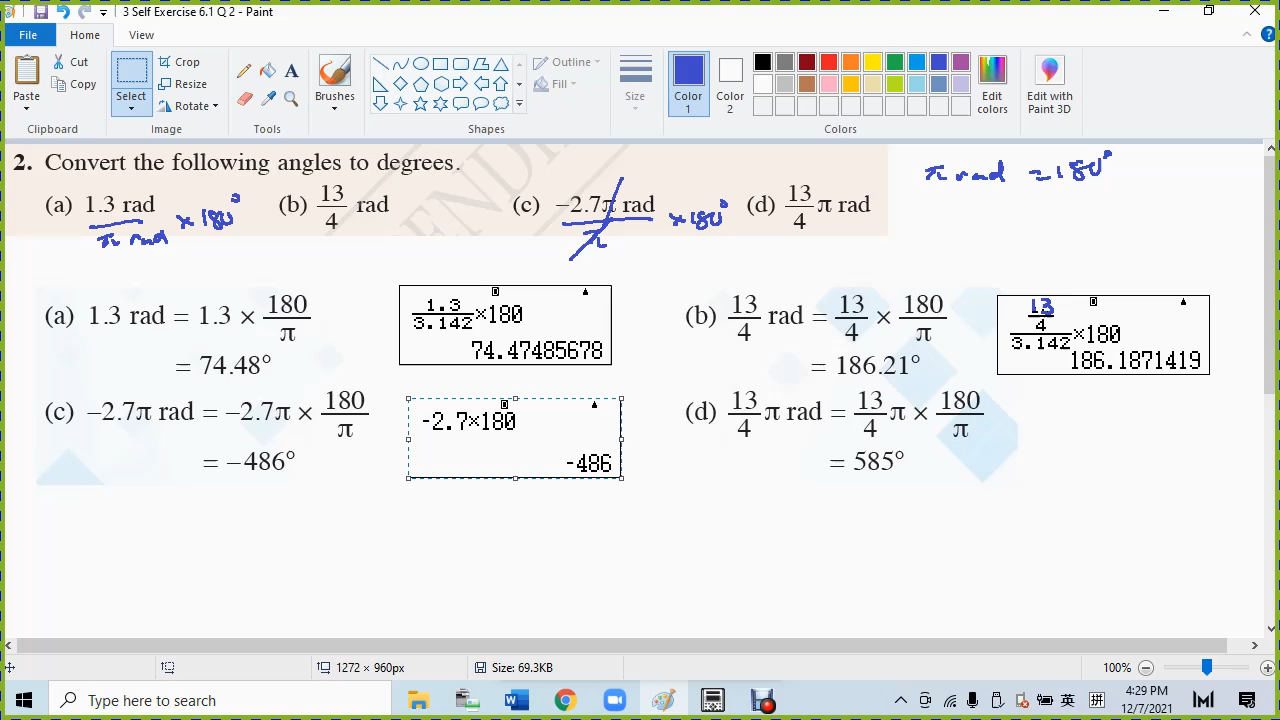 3 Self Exercise 6.1 Q 2 - Paint
File Home View
Paste Cut Copy Clipboard
Select Crop Resize Rotate Image
Tools
Brushes
Outline Fill Shapes
Size
Color 1 Color 2 Edit colors Colors
Edit with Paint 3D
2. Convert the following angles to degrees.
π rad = 180°
(a) 1.3 rad / π rad × 180° (b) 13/4 rad (c) −2.7π rad / π × 180° (d) 13/4 π rad
(a) 1.3 rad = 1.3 × 180/π
= 74.48°
1.3/3.142 ×180
74.47485678
(b) 13/4 rad = 13/4 × 180/π
= 186.21°
13/4/3.142 ×180
186.1871419
(c) −2.7π rad = −2.7π × 180/π
= −486°
-2.7×180
-486
(d) 13/4 π rad = 13/4 π × 180/π
= 585°
1272 × 960px Size: 69.3KB 100%
Type here to search
英 拼
4:29 PM
12/7/2021